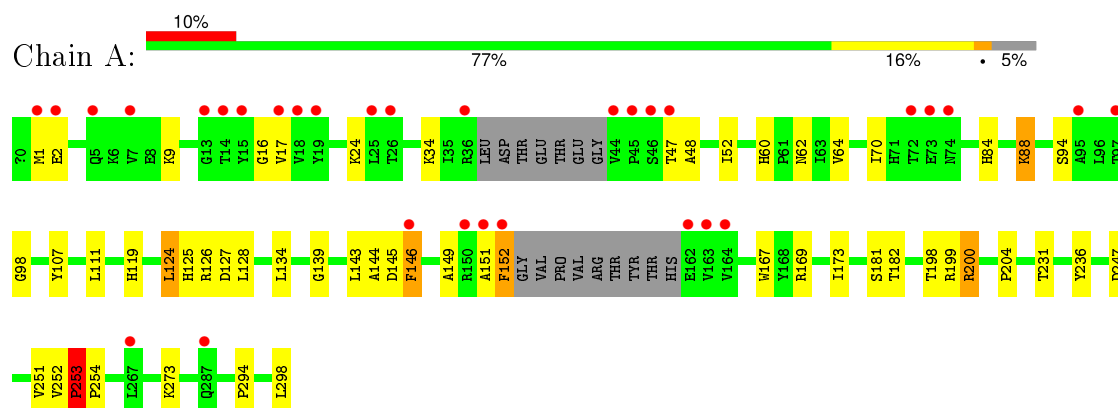 10%
Chain A:
77% 16% • 5%
?0 M1 E2 Q5 K6 V7 E8 K9 G13 T14 Y15 G16 V17 V18 Y19 K24 L25 T26 K34 I35 R36 LEU ASP THR GLU THR GLU GLY V44 P45 S46 T47 A48 I52 H60 P61 N62 I63 V64 I70 H71 T72 E73 N74 H84 K88 S94 A95 I96 T97
G98 Y107 L111 H119 L124 H125 R126 D127 L128 L134 G139 L143 A144 D145 F146 A149 R150 A151 F152 GLY VAL PRO VAL ARG THR TYR THR HIS E162 V163 V164 W167 Y168 R169 I173 S181 T182 T198 R199 R200 P204 T231 Y236
V251 V252 P253 P254 L267 K273 Q287 P294 L298